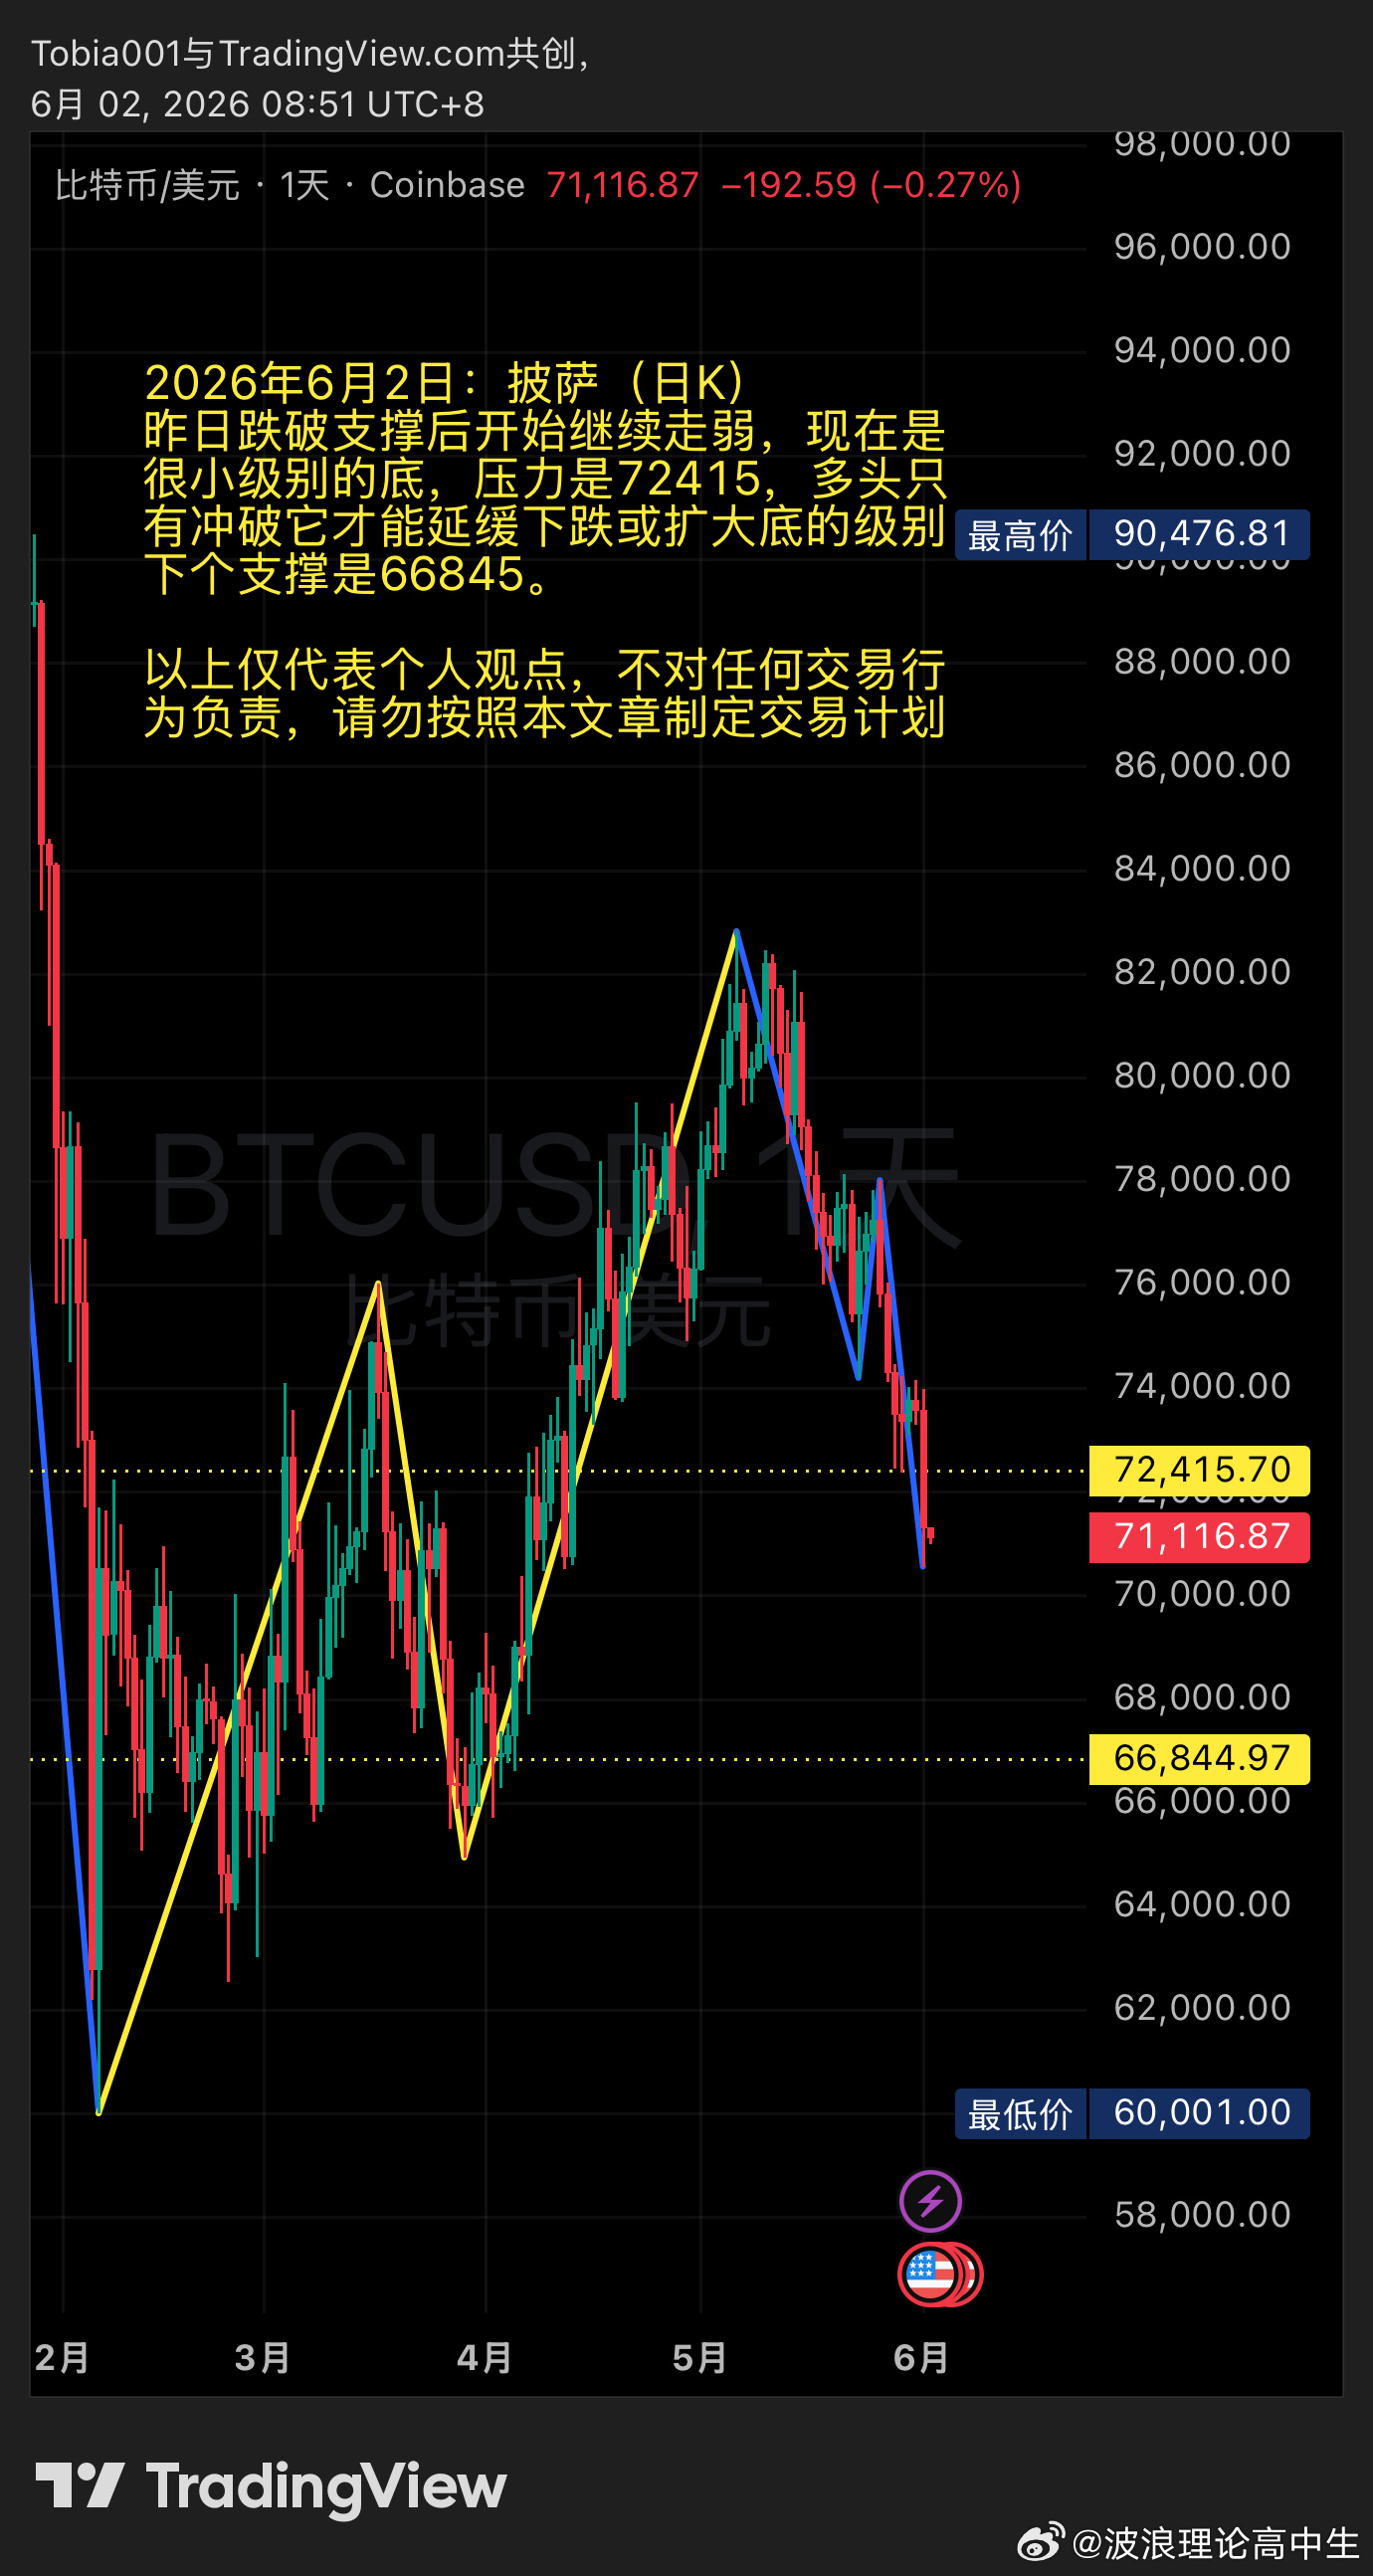 Tobia001与TradingView.com共创,
6月 02, 2026 08:51 UTC+8
98,000.00
比特币/美元 · 1天 · Coinbase 71,116.87 −192.59 (−0.27%)
96,000.00
94,000.00
2026年6月2日：披萨（日K）
昨日跌破支撑后开始继续走弱，现在是
92,000.00
很小级别的底，压力是72415，多头只
有冲破它才能延缓下跌或扩大底的级别
最高价 90,476.81
90,000.00
下个支撑是66845。
以上仅代表个人观点，不对任何交易行
88,000.00
为负责，请勿按照本文章制定交易计划
86,000.00
84,000.00
82,000.00
80,000.00
BTCUSD, 1天
78,000.00
比特币/美元
76,000.00
74,000.00
72,415.70
72,000.00
71,116.87
70,000.00
68,000.00
66,844.97
66,000.00
64,000.00
62,000.00
最低价 60,001.00
58,000.00
2月 3月 4月 5月 6月
TradingView
@波浪理论高中生